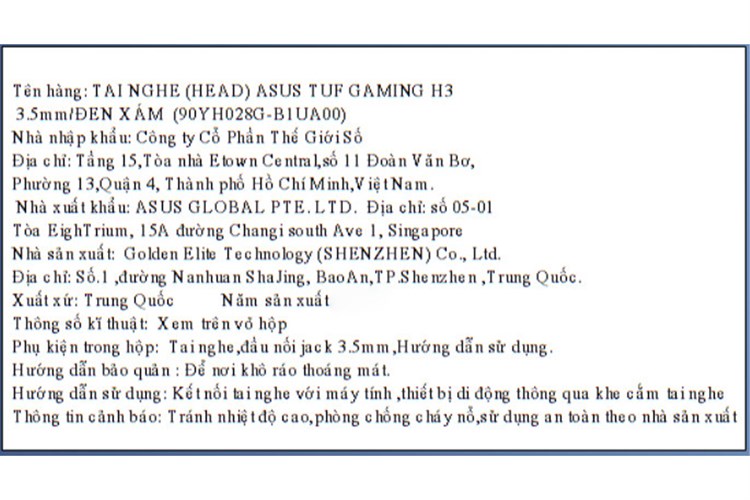 Tên hàng: TAI NGHE (HEAD) ASUS TUF GAMING H3
3.5mm/ĐEN XÁM (90YH028G-B1UA00)
Nhà nhập khẩu: Công ty Cổ Phần Thế Giới Số
Địa chỉ: Tầng 15,Tòa nhà Etown Central,số 11 Đoàn Văn Bơ,
Phường 13,Quận 4, Thành phố Hồ Chí Minh,Việt Nam.
Nhà xuất khẩu: ASUS GLOBAL PTE. LTD. Địa chỉ: số 05-01
Tòa EighTrium, 15A đường Changi south Ave 1, Singapore
Nhà sản xuất: Golden Elite Technology (SHENZHEN) Co., Ltd.
Địa chỉ: Số.1 ,đường Nanhuan ShaJing, BaoAn,TP.Shenzhen ,Trung Quốc.
Xuất xứ: Trung Quốc Năm sản xuất
Thông số kĩ thuật: Xem trên vỏ hộp
Phụ kiện trong hộp: Tai nghe,đầu nối jack 3.5mm ,Hướng dẫn sử dụng.
Hướng dẫn bảo quản : Để nơi khô ráo thoáng mát.
Hướng dẫn sử dụng: Kết nối tai nghe với máy tính ,thiết bị di động thông qua khe cắm tai nghe
Thông tin cảnh báo: Tránh nhiệt độ cao,phòng chống cháy nổ,sử dụng an toàn theo nhà sản xuất